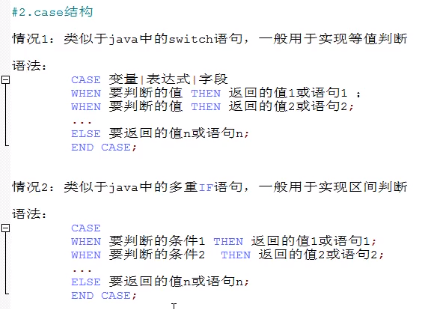 #2.case结构
情况1：类似于java中的switch语句，一般用于实现等值判断
语法：
CASE 变量|表达式|字段
WHEN 要判断的值 THEN 返回的值1或语句1 ;
WHEN 要判断的值 THEN 返回的值2或语句2;
...
ELSE 要返回的值n或语句n;
END CASE;
情况2：类似于java中的多重IF语句，一般用于实现区间判断
语法：
CASE
WHEN 要判断的条件1 THEN 返回的值1或语句1;
WHEN 要判断的条件2 THEN 返回的值2或语句2;
...
ELSE 要返回的值n或语句n;
END CASE;